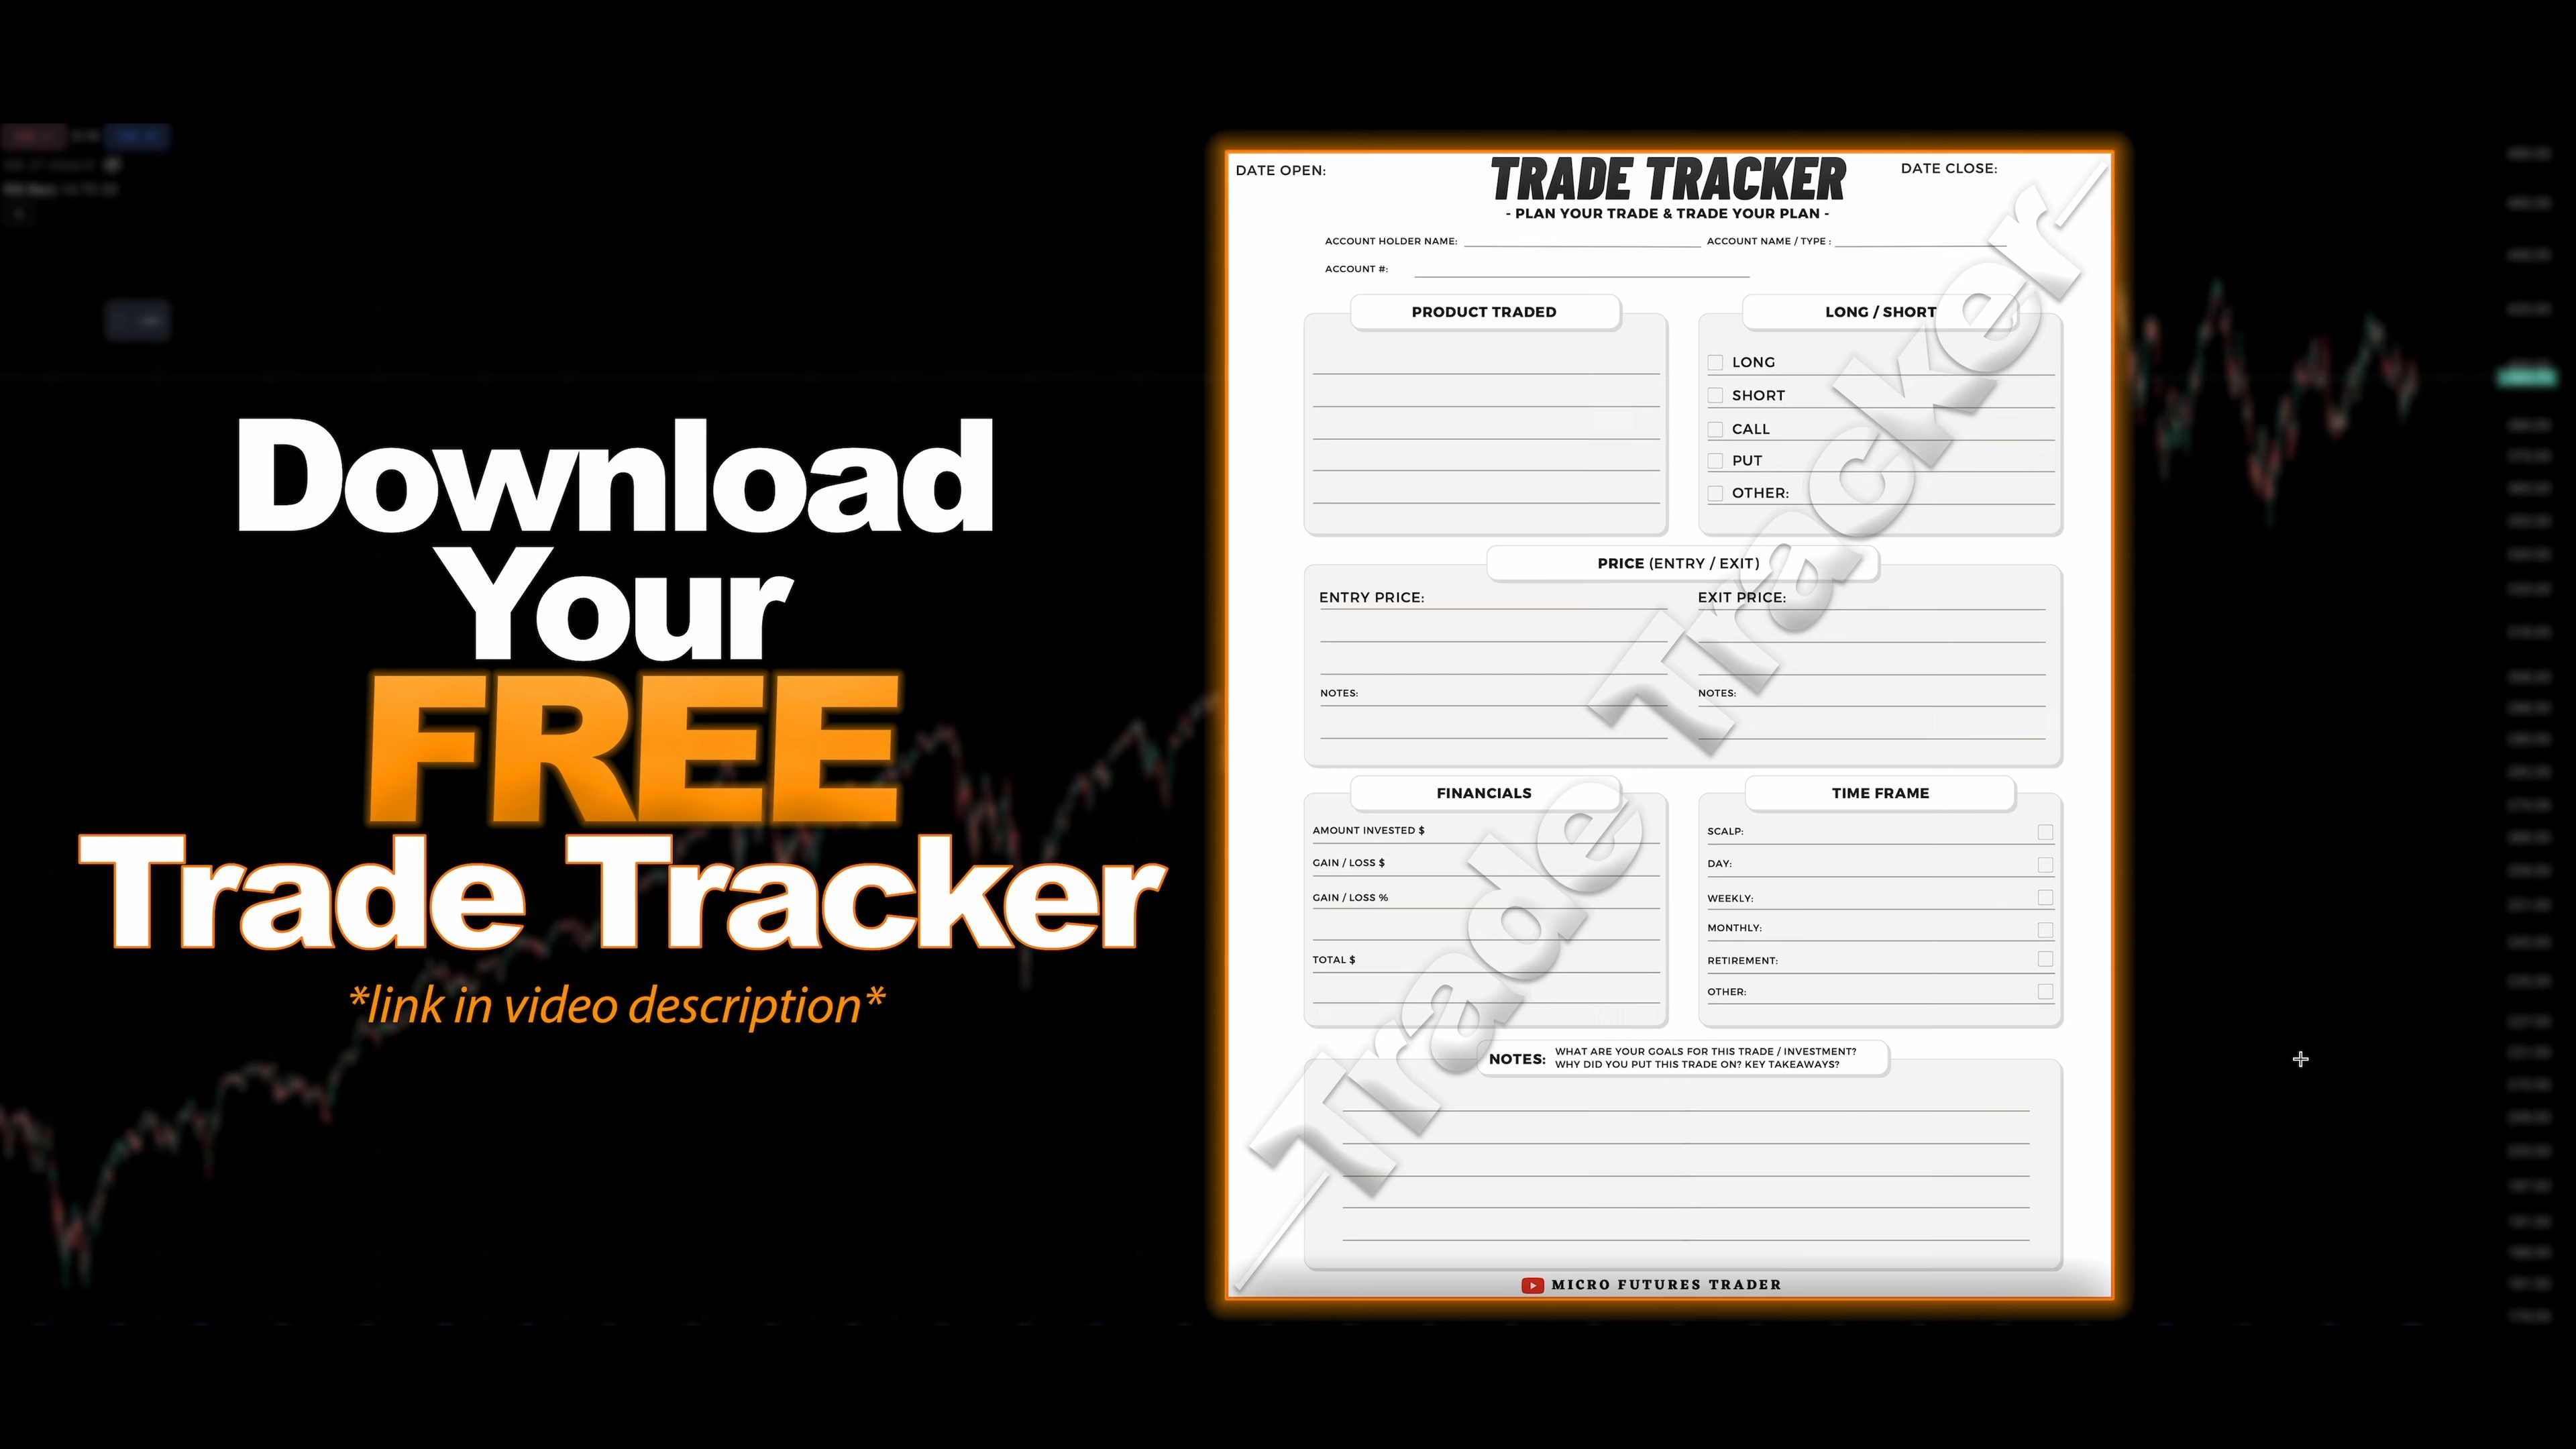 Download
Your
FREE
Trade Tracker
*link in video description*
DATE OPEN:
TRADE TRACKER
DATE CLOSE:
- PLAN YOUR TRADE & TRADE YOUR PLAN -
ACCOUNT HOLDER NAME:
ACCOUNT NAME / TYPE :
ACCOUNT #:
PRODUCT TRADED
LONG / SHORT
LONG
SHORT
CALL
PUT
OTHER:
PRICE (ENTRY / EXIT)
ENTRY PRICE:
EXIT PRICE:
NOTES:
NOTES:
FINANCIALS
AMOUNT INVESTED $
GAIN / LOSS $
GAIN / LOSS %
TOTAL $
TIME FRAME
SCALP:
DAY:
WEEKLY:
MONTHLY:
RETIREMENT:
OTHER:
NOTES:
WHAT ARE YOUR GOALS FOR THIS TRADE / INVESTMENT?
WHY DID YOU PUT THIS TRADE ON? KEY TAKEAWAYS?
MICRO FUTURES TRADER
Trade Tracker